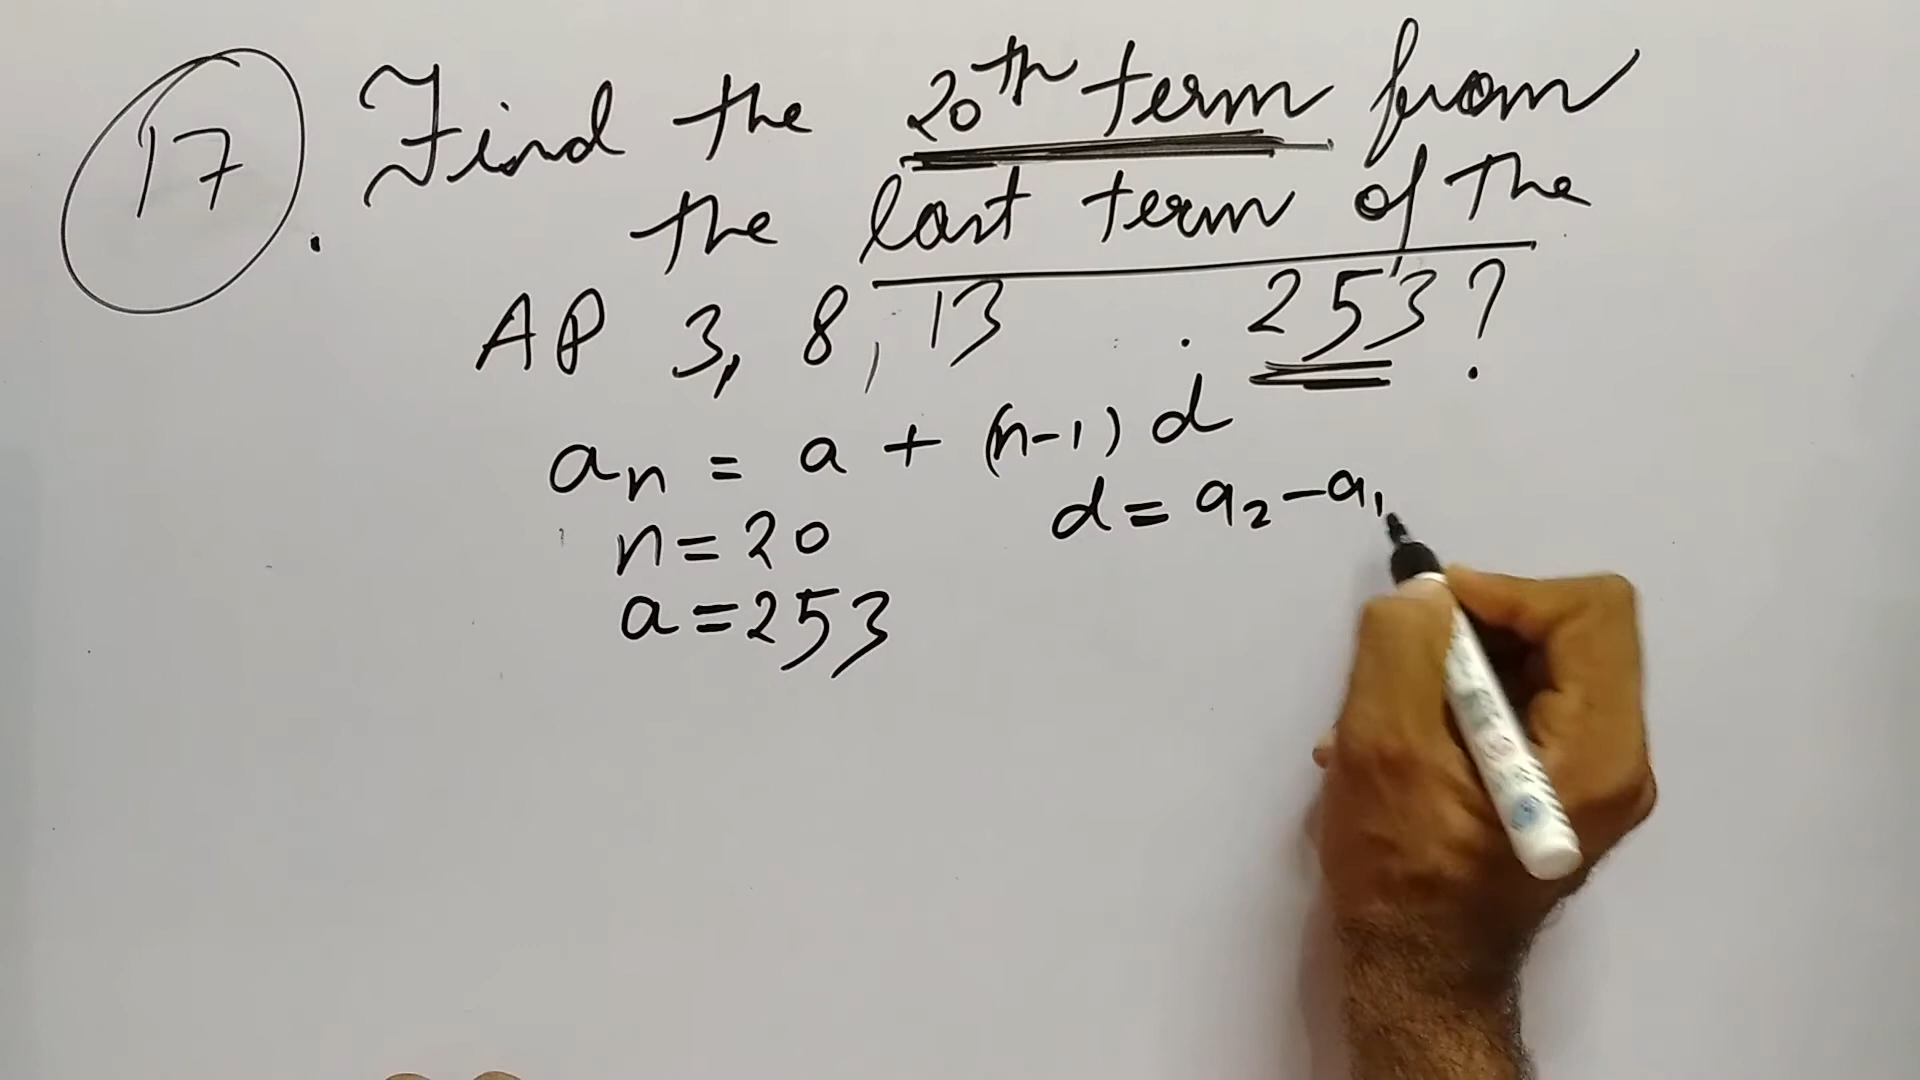 17. Find the 20th term from
the last term of the
AP 3, 8, 13 . . 253?
an = a + (n-1) d
n = 20
d = a2 - a1
a = 253